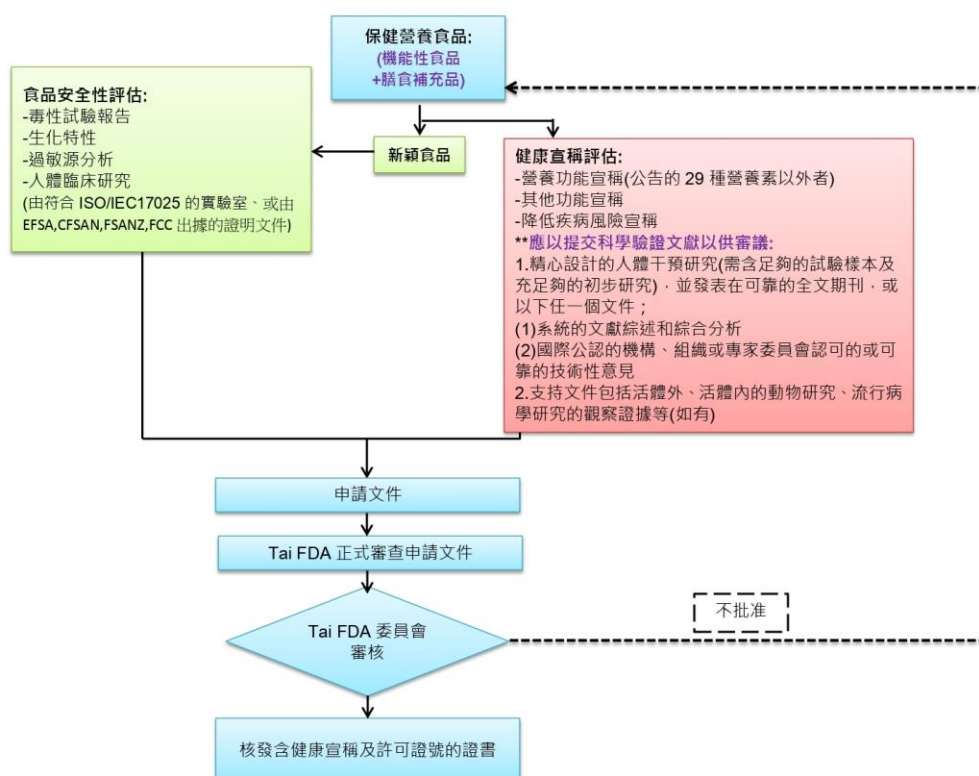 保健營養食品:
(機能性食品
+膳食補充品)
食品安全性評估:
-毒性試驗報告
-生化特性
-過敏源分析
-人體臨床研究
(由符合 ISO/IEC17025 的實驗室、或由
EFSA,CFSAN,FSANZ,FCC 出據的證明文件)
新穎食品
健康宣稱評估:
-營養功能宣稱(公告的 29 種營養素以外者)
-其他功能宣稱
-降低疾病風險宣稱
**應以提交科學驗證文獻以供審議:
1.精心設計的人體干預研究(需含足夠的試驗樣本及
充足夠的初步研究)，並發表在可靠的全文期刊，或
以下任一個文件；
(1)系統的文獻綜述和綜合分析
(2)國際公認的機構、組織或專家委員會認可的或可
靠的技術性意見
2.支持文件包括活體外、活體內的動物研究、流行病
學研究的觀察證據等(如有)
申請文件
Tai FDA 正式審查申請文件
Tai FDA 委員會
審核
不批准
核發含健康宣稱及許可證號的證書